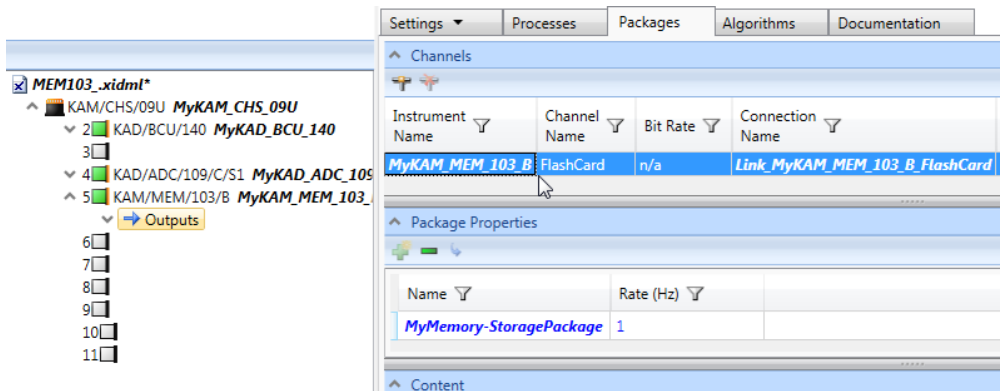 MEM103_.xidml*
KAM/CHS/09U MyKAM_CHS_09U
2 KAD/BCU/140 MyKAD_BCU_140
3
4 KAD/ADC/109/C/S1 MyKAD_ADC_109
5 KAM/MEM/103/B MyKAM_MEM_103_
Outputs
6
7
8
9
10
11
Settings Processes Packages Algorithms Documentation
Channels
Instrument Name Channel Name Bit Rate Connection Name
MyKAM_MEM_103_B FlashCard n/a Link_MyKAM_MEM_103_B_FlashCard
Package Properties
Name Rate (Hz)
MyMemory-StoragePackage 1
Content